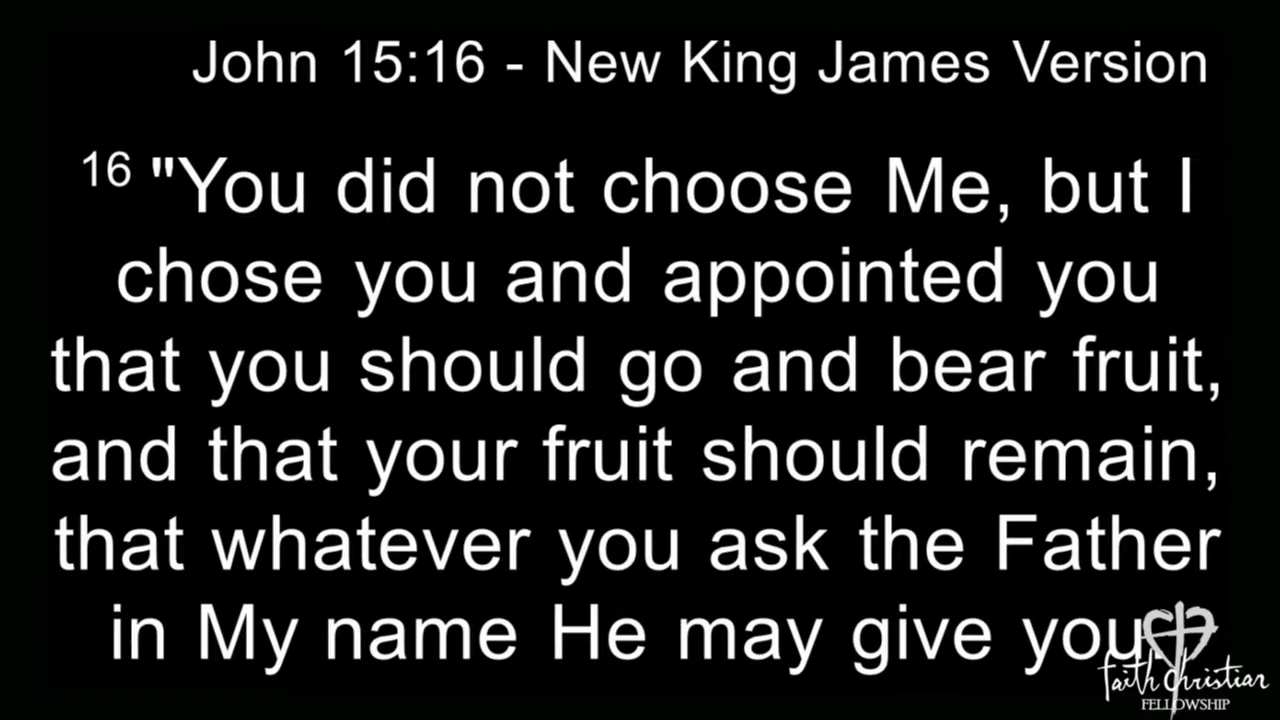 John 15:16 - New King James Version
16 "You did not choose Me, but I
chose you and appointed you
that you should go and bear fruit,
and that your fruit should remain,
that whatever you ask the Father
in My name He may give you.
faith Christian
FELLOWSHIP